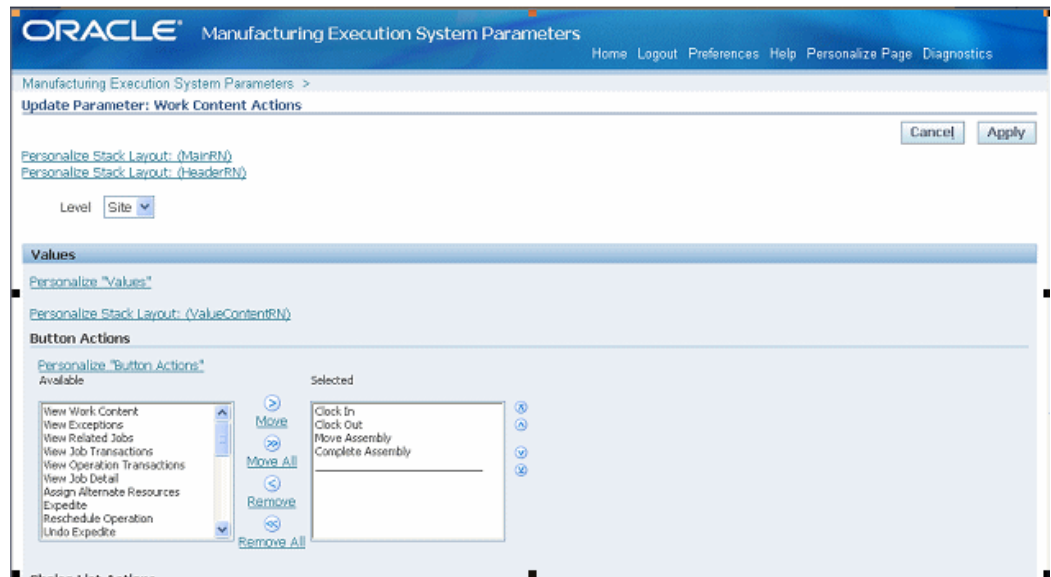 ORACLE® Manufacturing Execution System Parameters
Home Logout Preferences Help Personalize Page Diagnostics
Manufacturing Execution System Parameters >
Update Parameter: Work Content Actions
Cancel Apply
Personalize Stack Layout: (MainRN)
Personalize Stack Layout: (HeaderRN)
Level Site
Values
Personalize "Values"
Personalize Stack Layout: (ValueContentRN)
Button Actions
Personalize "Button Actions"
Available
View Work Content
View Exceptions
View Related Jobs
View Job Transactions
View Operation Transactions
View Job Detail
Assign Alternate Resources
Expedite
Reschedule Operation
Undo Expedite
Move
Move All
Remove
Remove All
Selected
Clock In
Clock Out
Move Assembly
Complete Assembly